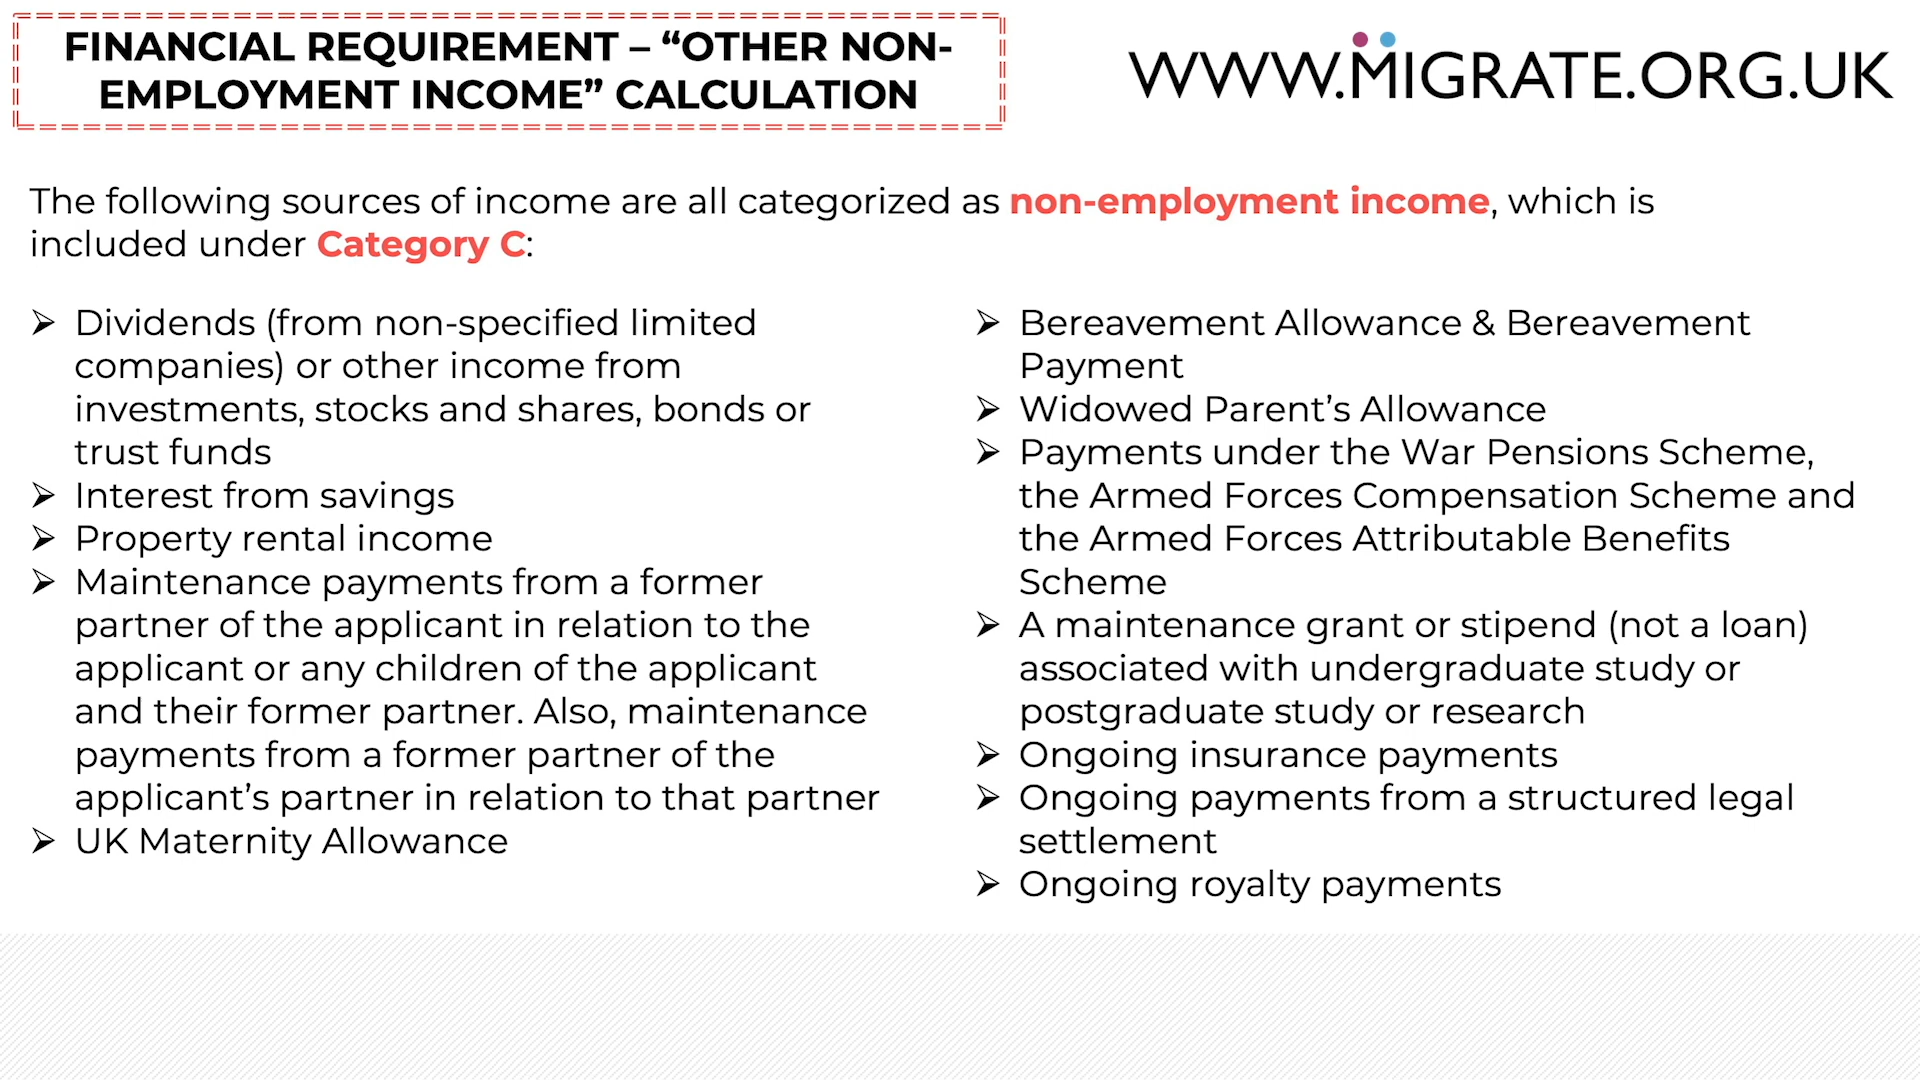 FINANCIAL REQUIREMENT – “OTHER NON-
EMPLOYMENT INCOME” CALCULATION
WWW.MIGRATE.ORG.UK
The following sources of income are all categorized as non-employment income, which is
included under Category C:
➢ Dividends (from non-specified limited
companies) or other income from
investments, stocks and shares, bonds or
trust funds
➢ Interest from savings
➢ Property rental income
➢ Maintenance payments from a former
partner of the applicant in relation to the
applicant or any children of the applicant
and their former partner. Also, maintenance
payments from a former partner of the
applicant’s partner in relation to that partner
➢ UK Maternity Allowance
➢ Bereavement Allowance & Bereavement
Payment
➢ Widowed Parent’s Allowance
➢ Payments under the War Pensions Scheme,
the Armed Forces Compensation Scheme and
the Armed Forces Attributable Benefits
Scheme
➢ A maintenance grant or stipend (not a loan)
associated with undergraduate study or
postgraduate study or research
➢ Ongoing insurance payments
➢ Ongoing payments from a structured legal
settlement
➢ Ongoing royalty payments